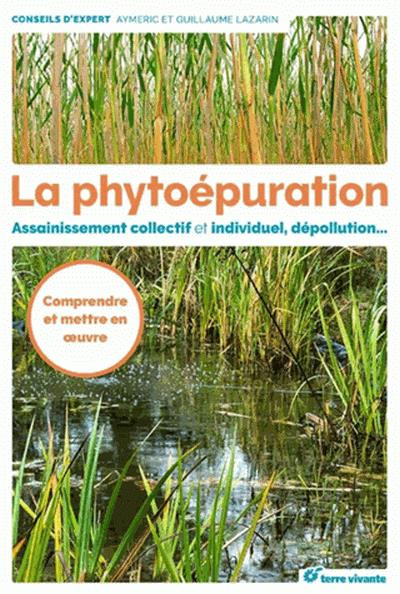 CONSEILS D'EXPERT AYMERIC ET GUILLAUME LAZARIN
La phytoépuration
Assainissement collectif et individuel, dépollution...
Comprendre
et mettre en
œuvre
terre vivante